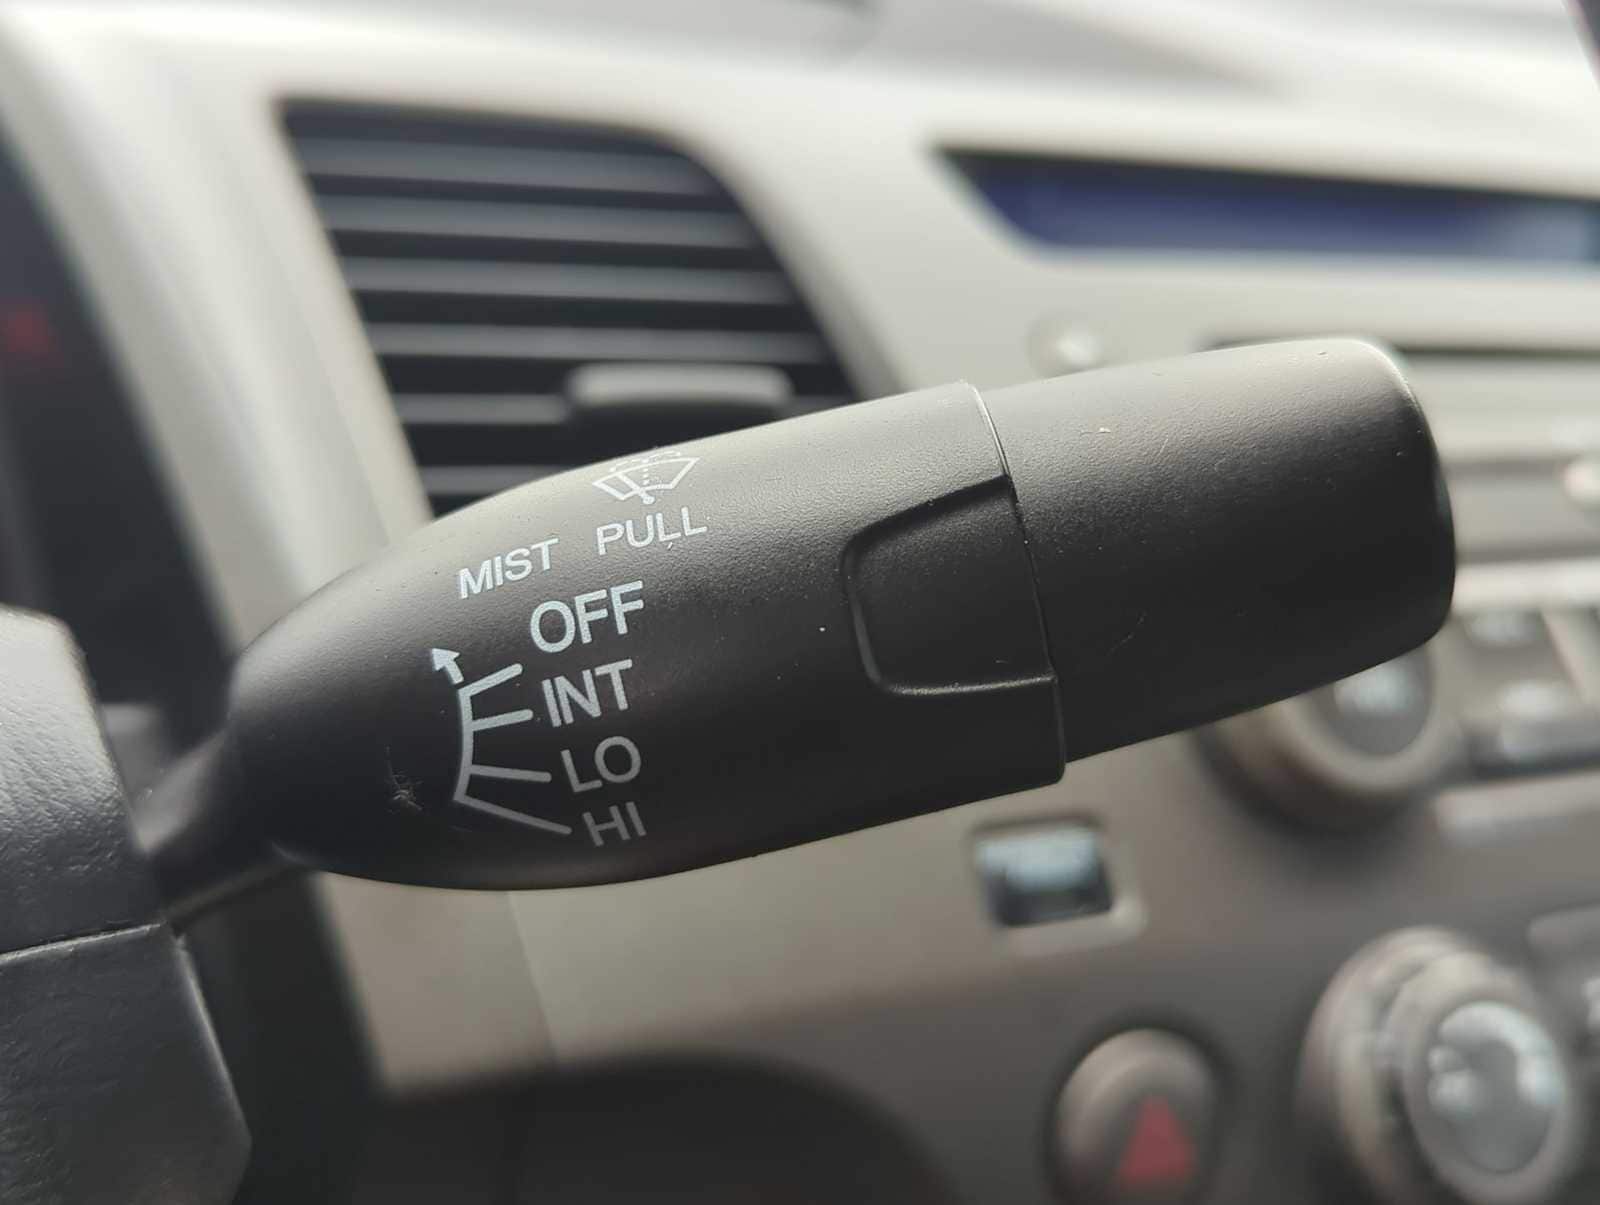 MIST PULL
OFF
INT
LO
HI